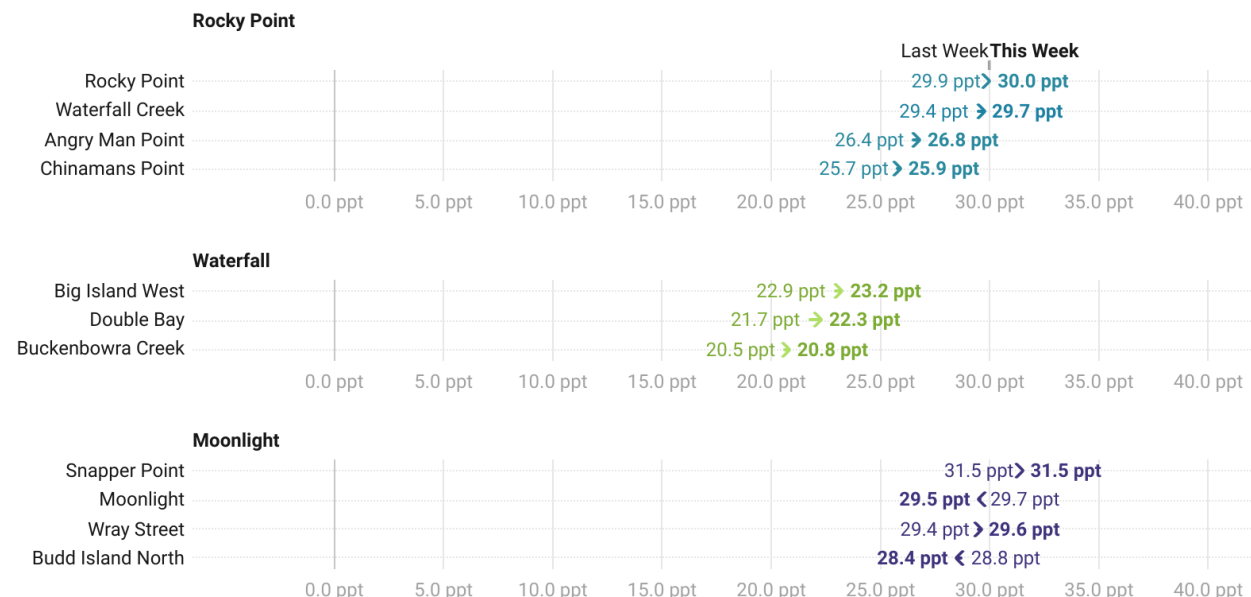 Rocky Point
Last Week This Week
Rocky Point 29.9 ppt 30.0 ppt
Waterfall Creek 29.4 ppt 29.7 ppt
Angry Man Point 26.4 ppt 26.8 ppt
Chinamans Point 25.7 ppt 25.9 ppt
0.0 ppt 5.0 ppt 10.0 ppt 15.0 ppt 20.0 ppt 25.0 ppt 30.0 ppt 35.0 ppt 40.0 ppt
Waterfall
Big Island West 22.9 ppt 23.2 ppt
Double Bay 21.7 ppt 22.3 ppt
Buckenbowra Creek 20.5 ppt 20.8 ppt
0.0 ppt 5.0 ppt 10.0 ppt 15.0 ppt 20.0 ppt 25.0 ppt 30.0 ppt 35.0 ppt 40.0 ppt
Moonlight
Snapper Point 31.5 ppt 31.5 ppt
Moonlight 29.5 ppt 29.7 ppt
Wray Street 29.4 ppt 29.6 ppt
Budd Island North 28.4 ppt 28.8 ppt
0.0 ppt 5.0 ppt 10.0 ppt 15.0 ppt 20.0 ppt 25.0 ppt 30.0 ppt 35.0 ppt 40.0 ppt